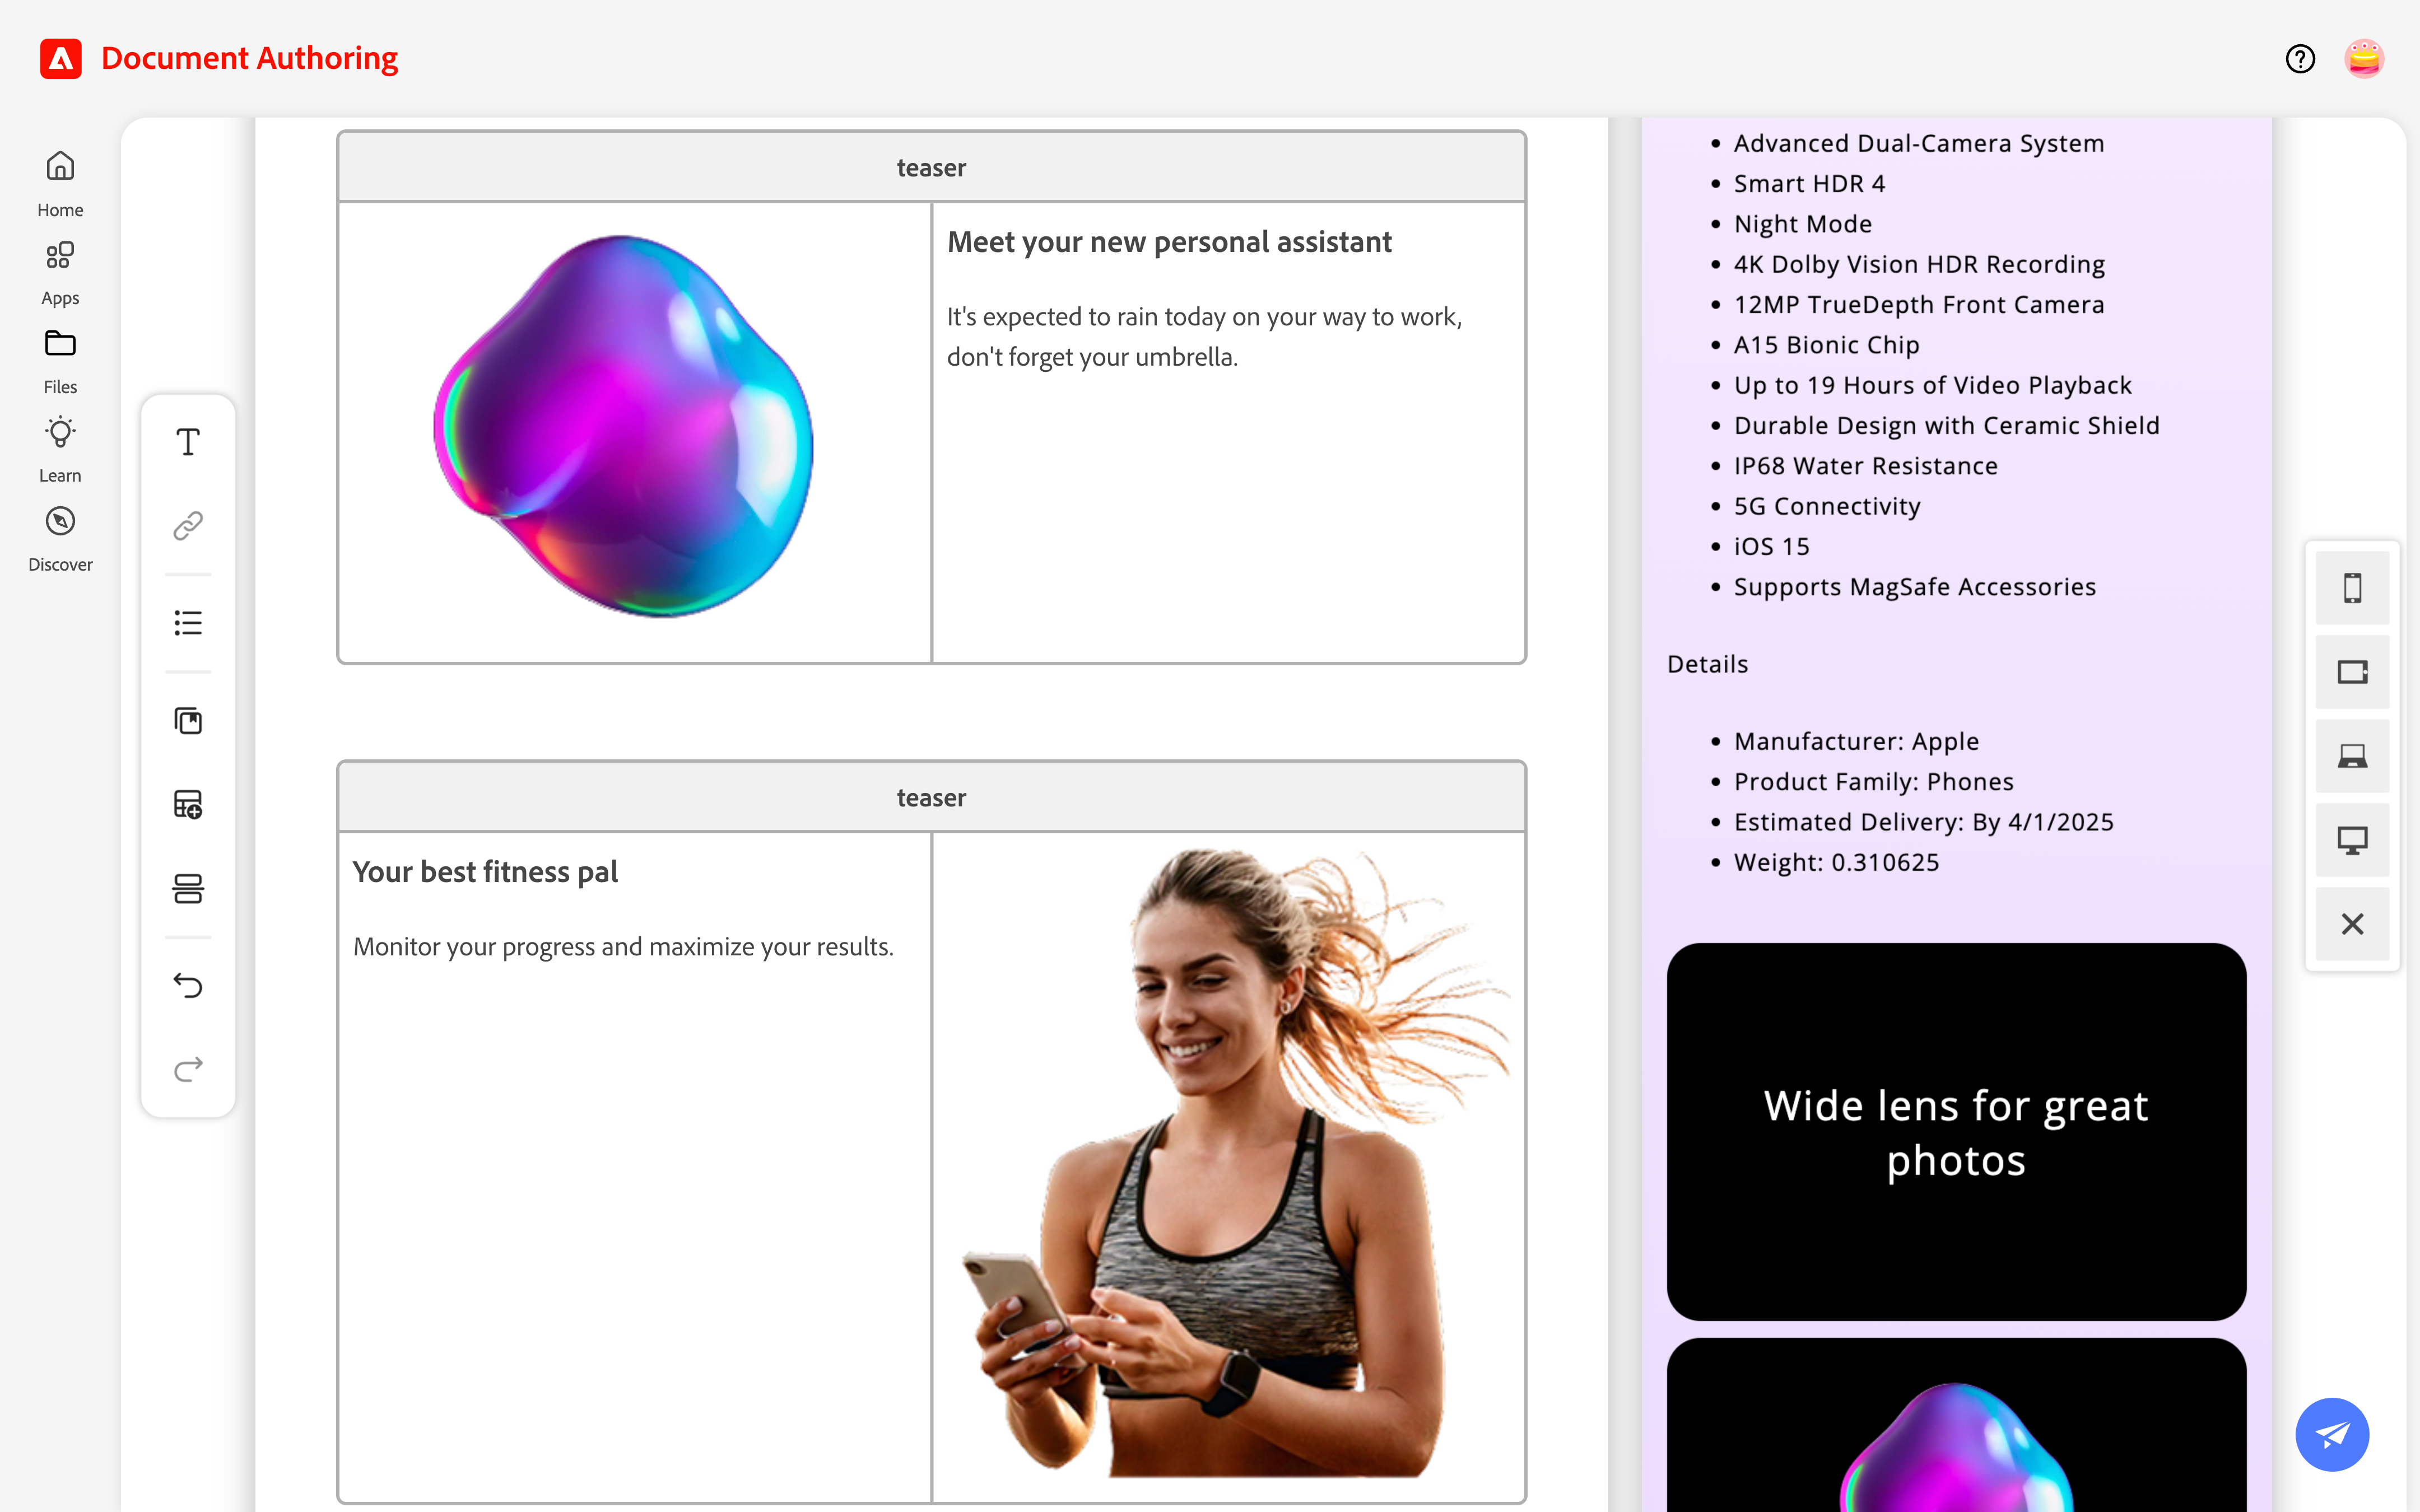 Document Authoring
Home
Apps
Files
Learn
Discover
teaser
Meet your new personal assistant
It's expected to rain today on your way to work,
don't forget your umbrella.
teaser
Your best fitness pal
Monitor your progress and maximize your results.
Advanced Dual-Camera System
Smart HDR 4
Night Mode
4K Dolby Vision HDR Recording
12MP TrueDepth Front Camera
A15 Bionic Chip
Up to 19 Hours of Video Playback
Durable Design with Ceramic Shield
IP68 Water Resistance
5G Connectivity
iOS 15
Supports MagSafe Accessories
Details
Manufacturer: Apple
Product Family: Phones
Estimated Delivery: By 4/1/2025
Weight: 0.310625
Wide lens for great
photos